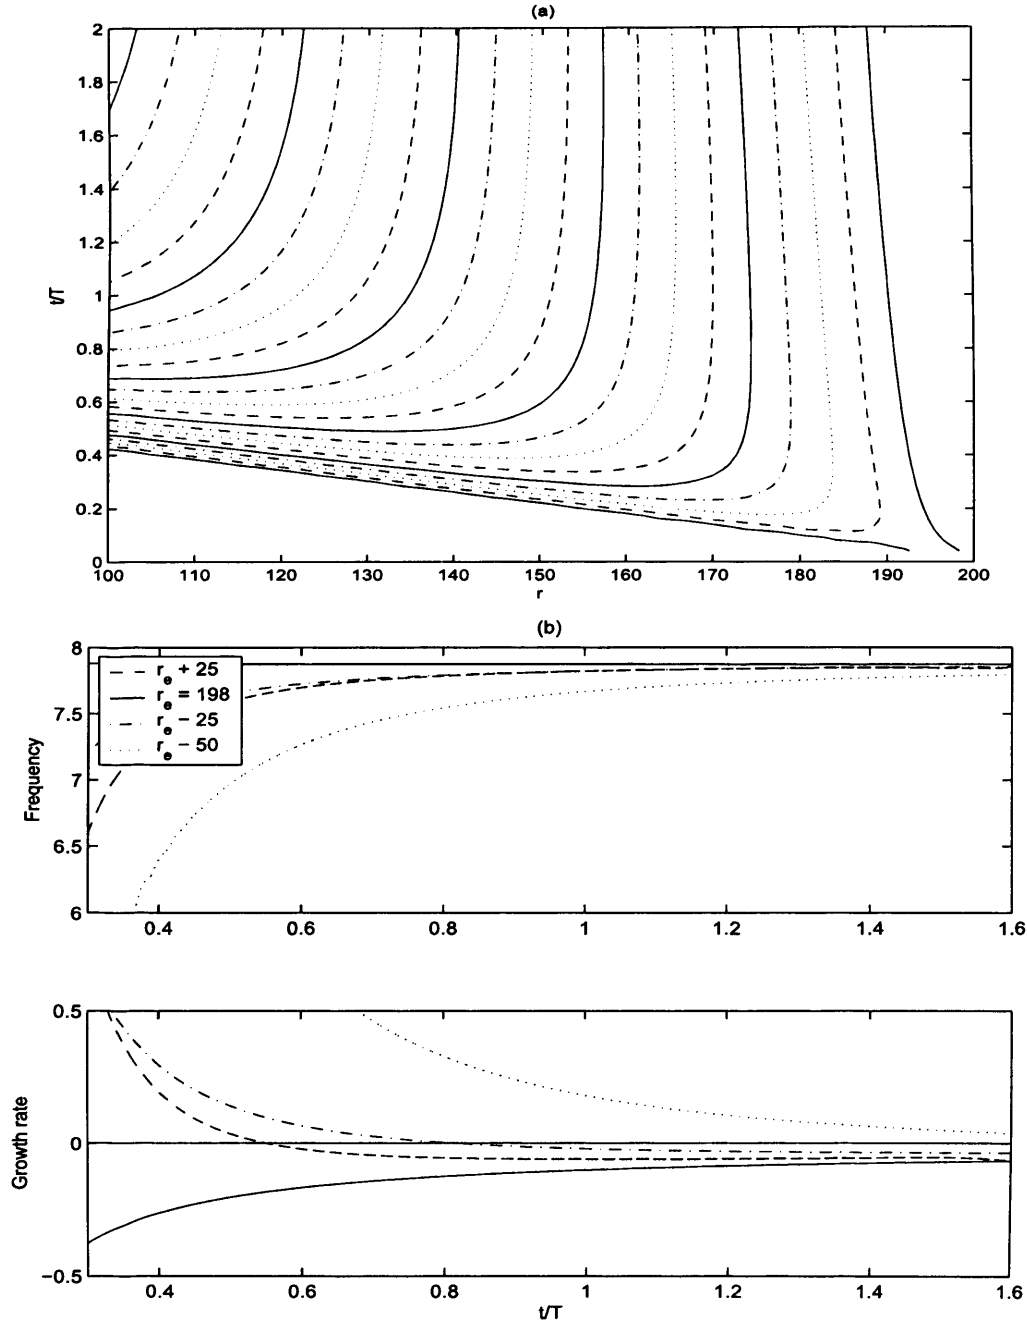 (a)
2
1.8
1.6
1.4
1.2
1
0.8
0.6
0.4
0.2
0
t/T
100 110 120 130 140 150 160 170 180 190 200
r
(b)
8
7.5
7
6.5
6
Frequency
r_e + 25
r_e = 198
r_e − 25
r_e − 50
0.4 0.6 0.8 1 1.2 1.4 1.6
0.5
0
−0.5
Growth rate
0.4 0.6 0.8 1 1.2 1.4 1.6
t/T